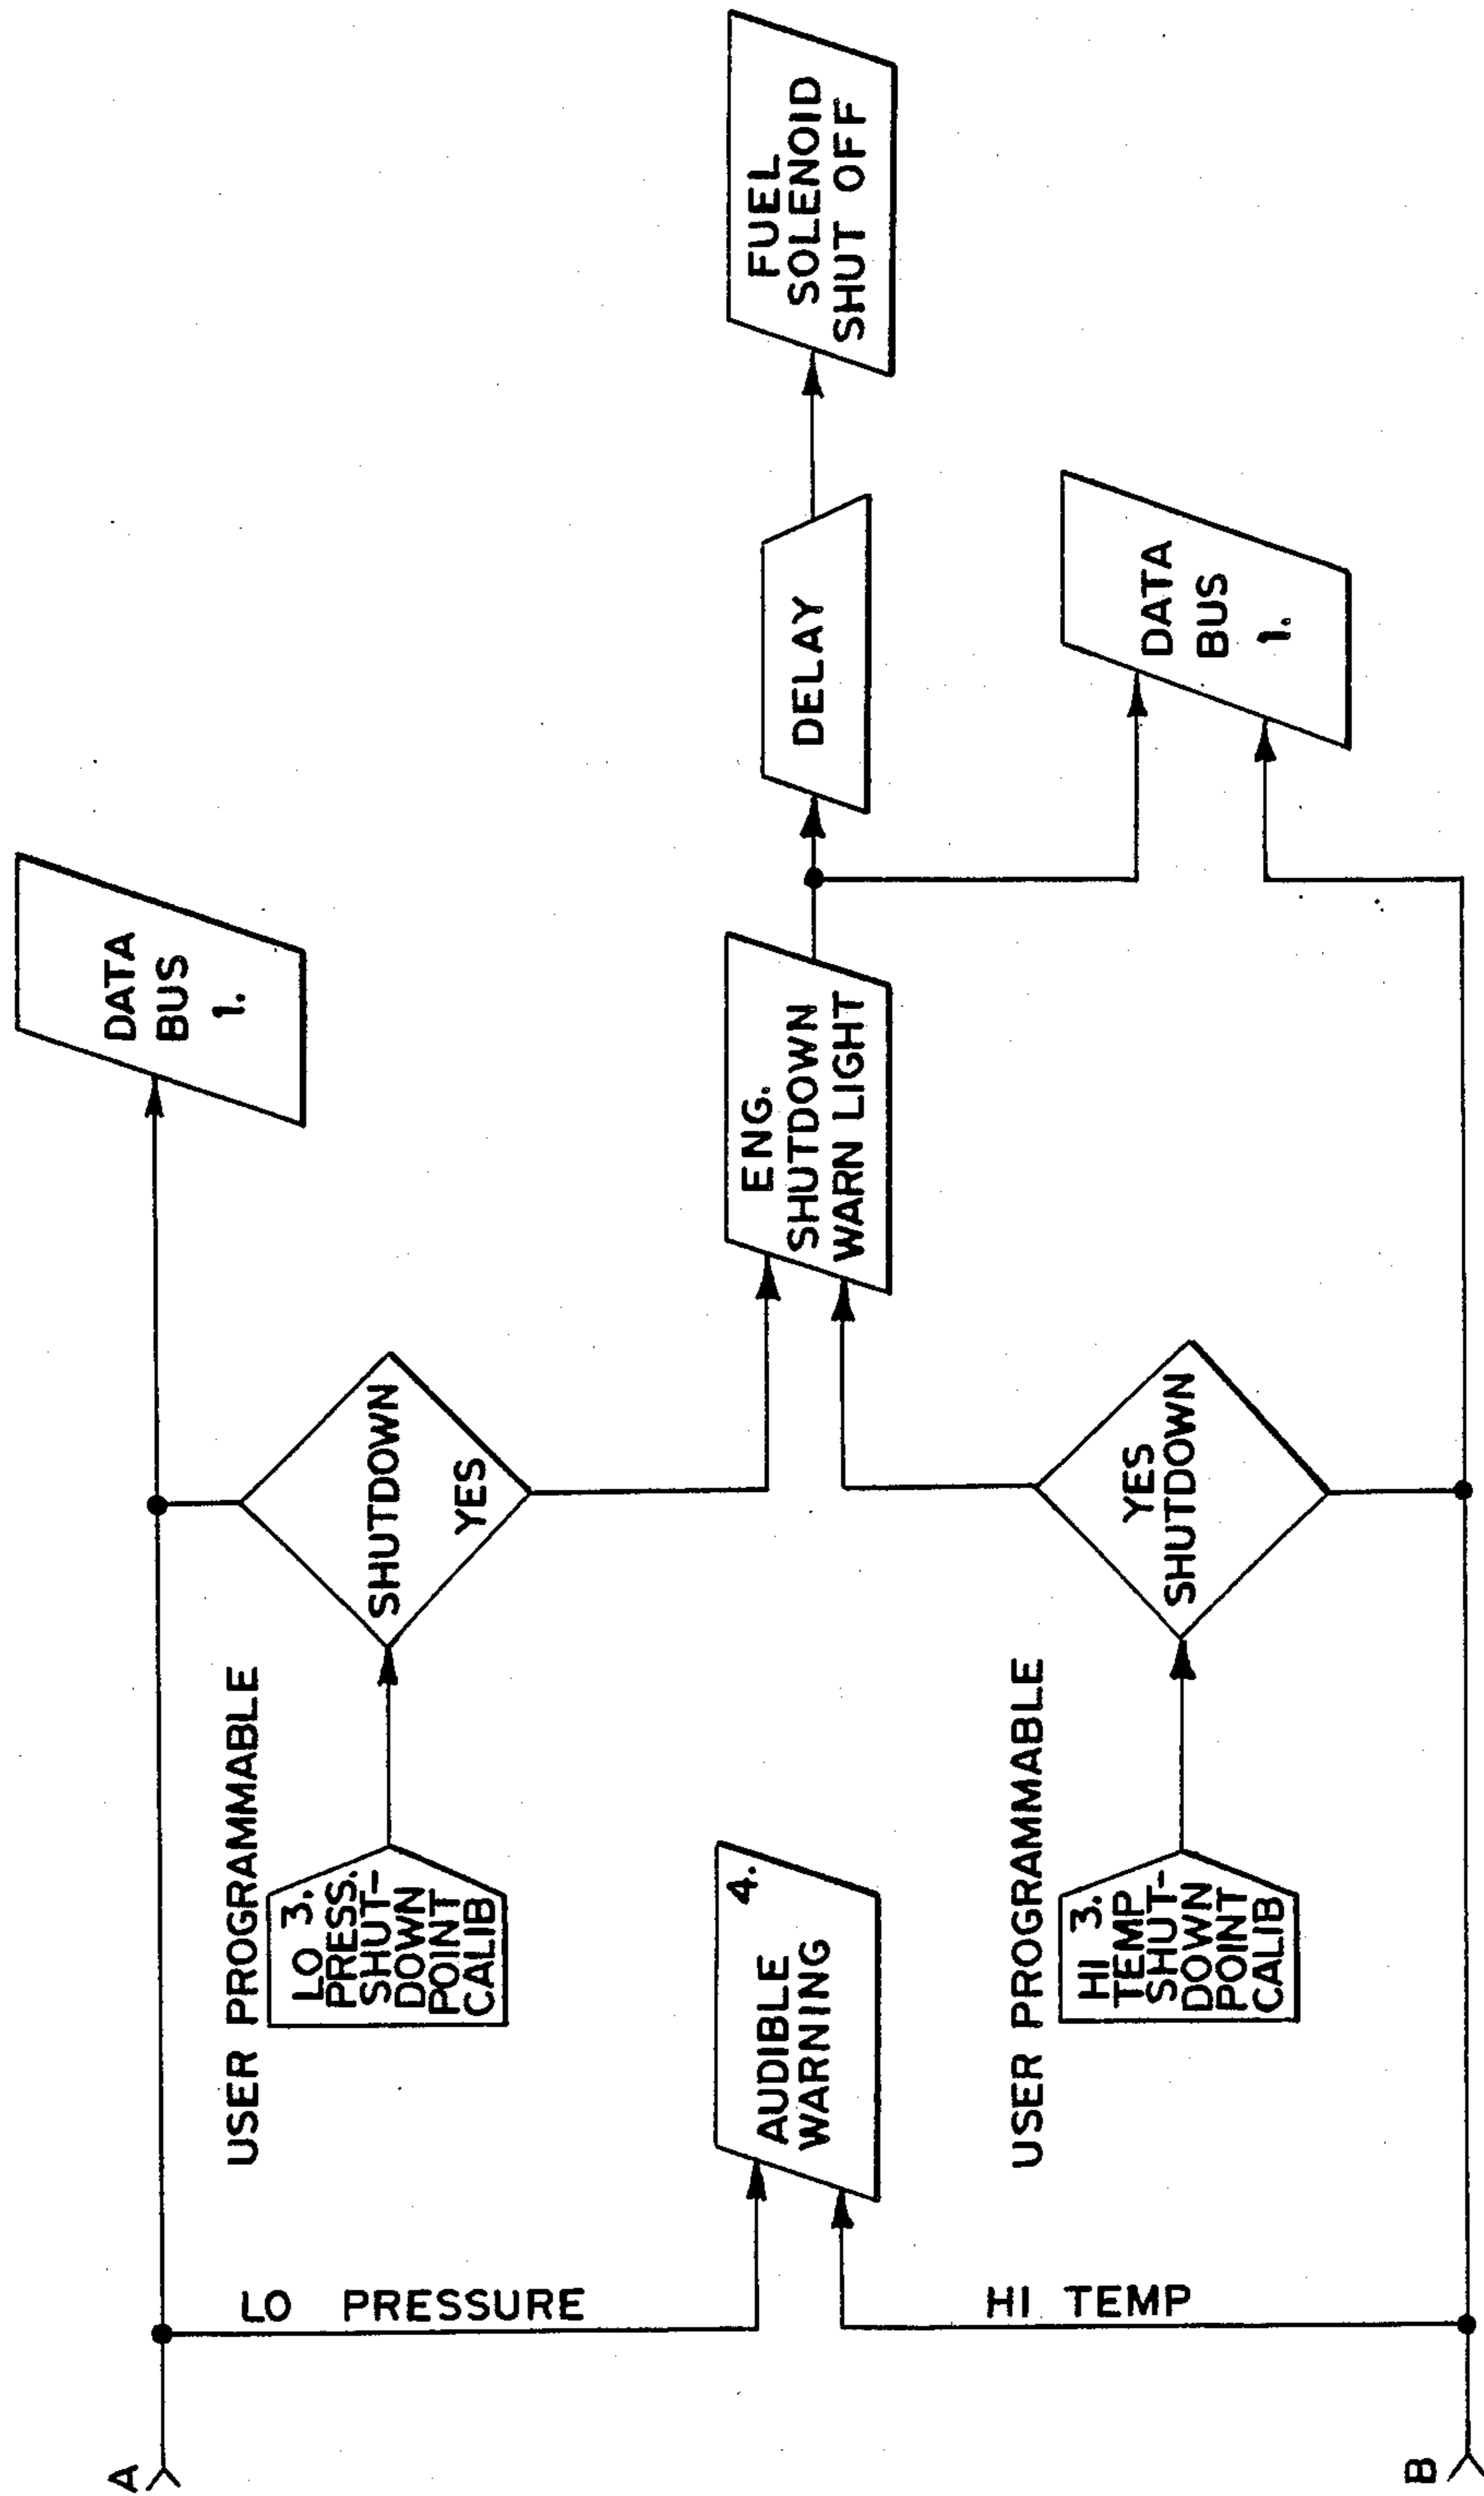 A
LO PRESSURE
USER PROGRAMMABLE
LO 3.
PRESS.
SHUT-
DOWN
POINT
CALIB
SHUTDOWN
YES
DATA
BUS
1.
AUDIBLE 4.
WARNING
ENG.
SHUTDOWN
WARN LIGHT
DELAY
FUEL
SOLENOID
SHUT OFF
B
HI TEMP
USER PROGRAMMABLE
HI 3.
TEMP
SHUT-
DOWN
POINT
CALIB
YES
SHUTDOWN
DATA
BUS
1.